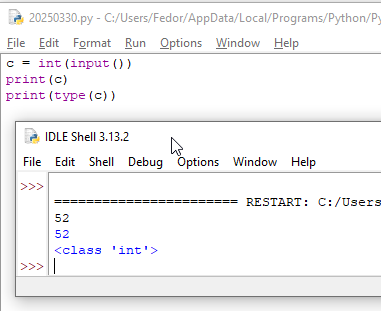 20250330.py - C:/Users/Fedor/AppData/Local/Programs/Python/Py
File Edit Format Run Options Window Help
c = int(input())
print(c)
print(type(c))
IDLE Shell 3.13.2
File Edit Shell Debug Options Window Help
>>>
======================= RESTART: C:/Users
52
52
<class 'int'>
>>>